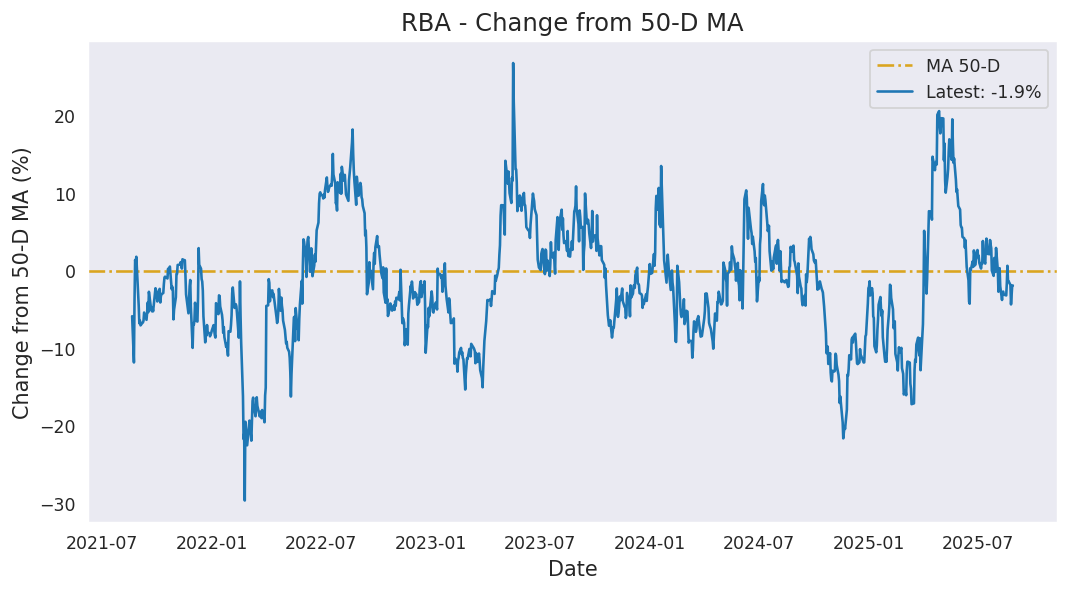 RBA - Change from 50-D MA
MA 50-D
Latest: -1.9%
Change from 50-D MA (%)
20
10
0
−10
−20
−30
2021-07 2022-01 2022-07 2023-01 2023-07 2024-01 2024-07 2025-01 2025-07
Date